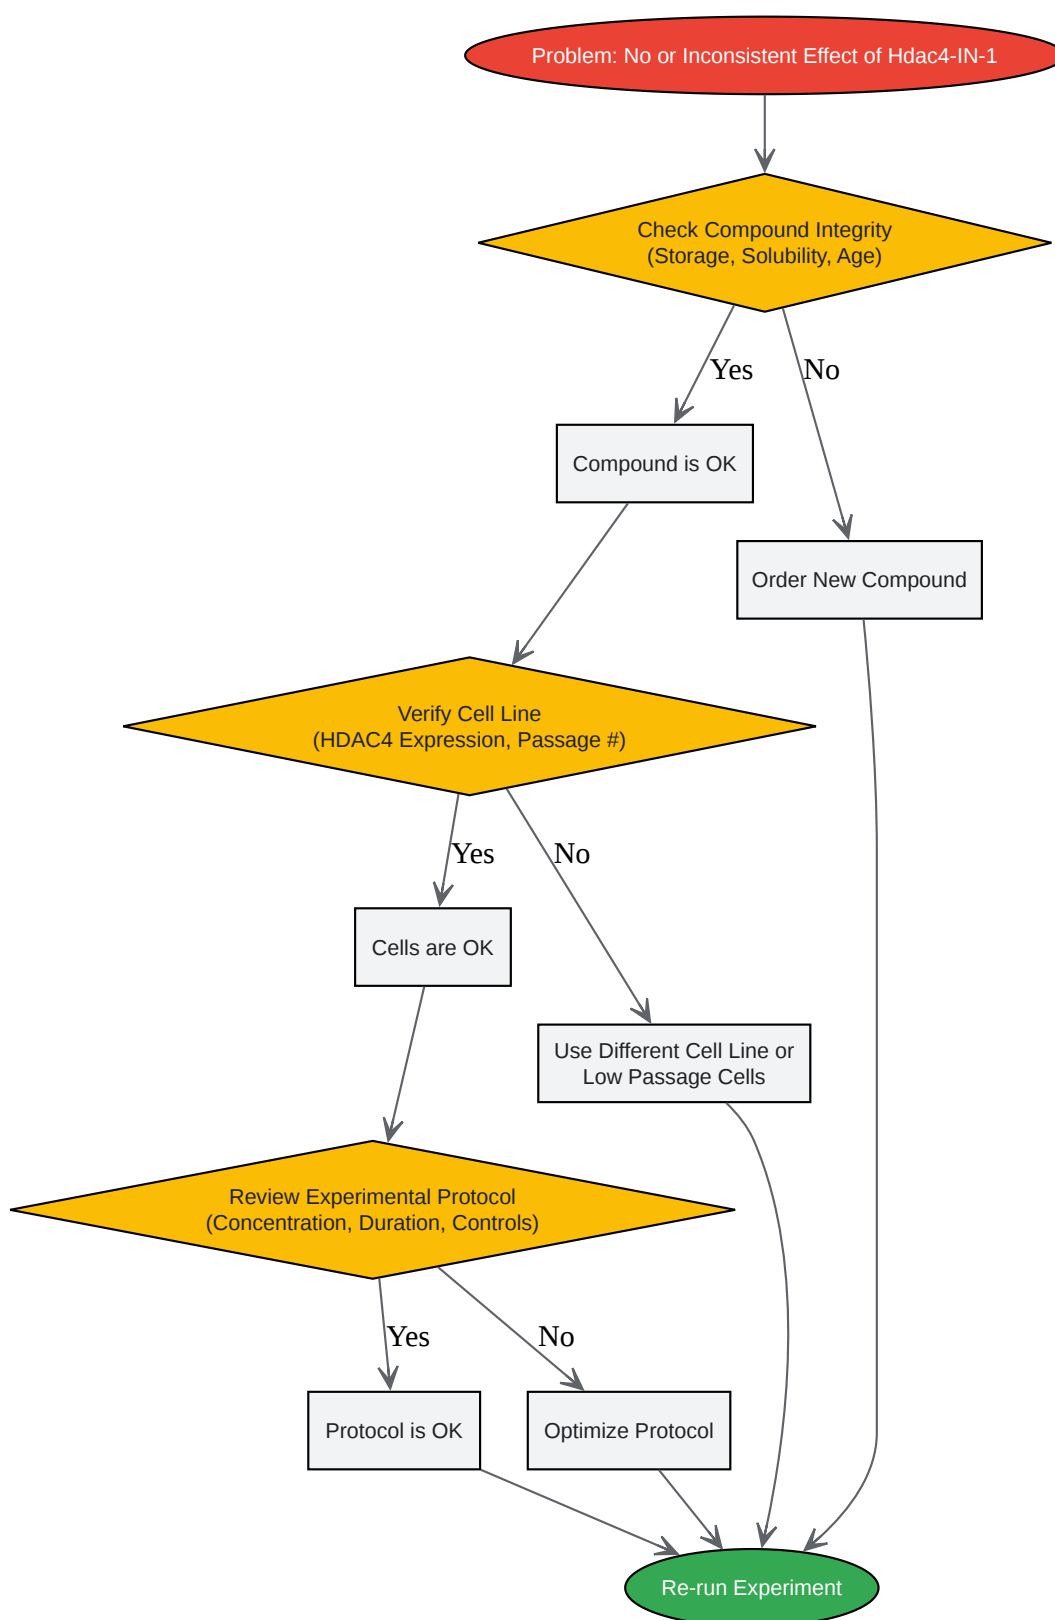 Problem: No or Inconsistent Effect of Hdac4-IN-1
Check Compound Integrity
(Storage, Solubility, Age)
Yes
No
Compound is OK
Order New Compound
Verify Cell Line
(HDAC4 Expression, Passage #)
Yes
No
Cells are OK
Use Different Cell Line or
Low Passage Cells
Review Experimental Protocol
(Concentration, Duration, Controls)
Yes
No
Protocol is OK
Optimize Protocol
Re-run Experiment